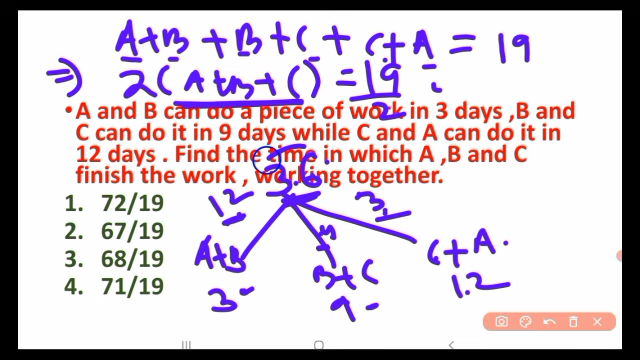 A+B + B+C + C+A = 19
⇒ 2(A+B+C) = 19
2
•A and B can do a piece of work in 3 days ,B and
C can do it in 9 days while C and A can do it in
12 days . Find the time in which A ,B and C
finish the work , working together.
36
1. 72/19
2. 67/19
3. 68/19
4. 71/19
12 4 3
A+B B+C C+A
3 9 12